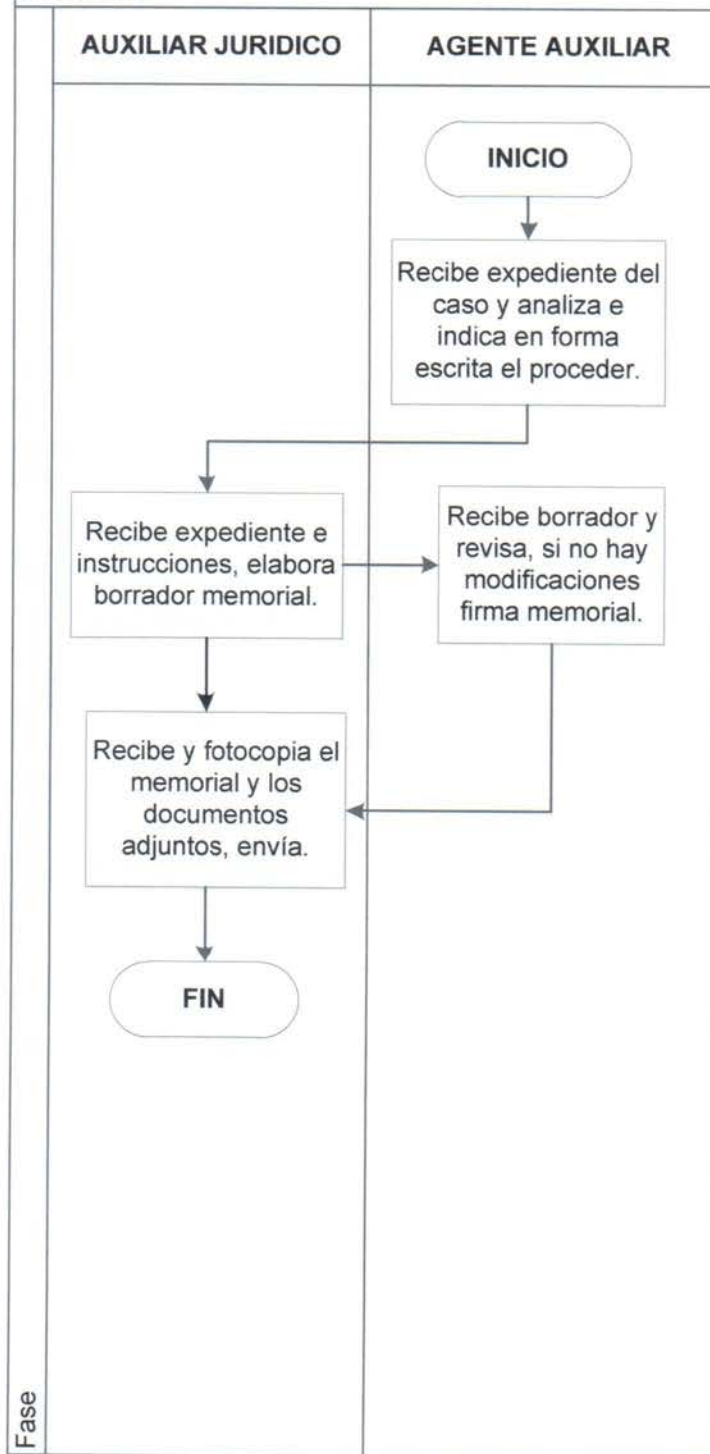 AUXILIAR JURIDICO
AGENTE AUXILIAR
INICIO
Recibe expediente del
caso y analiza e
indica en forma
escrita el proceder.
Recibe expediente e
instrucciones, elabora
borrador memorial.
Recibe borrador y
revisa, si no hay
modificaciones
firma memorial.
Recibe y fotocopia el
memorial y los
documentos
adjuntos, envía.
FIN
Fase